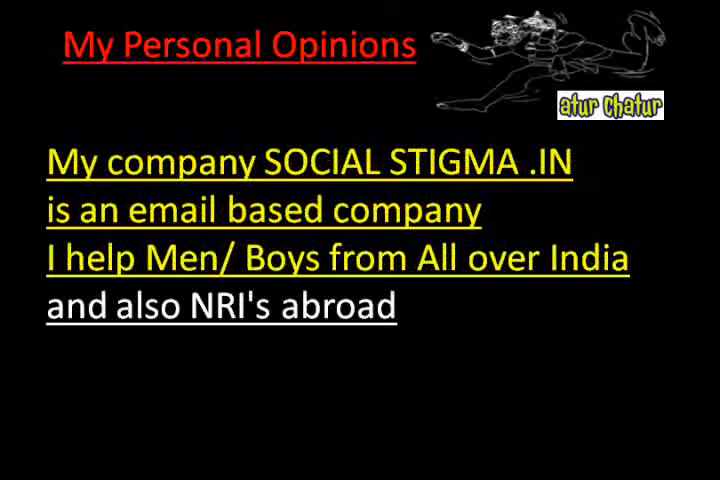 My Personal Opinions
atur chatur
My company SOCIAL STIGMA .IN
is an email based company
I help Men/ Boys from All over India
and also NRI's abroad